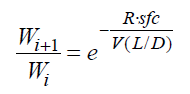 W_{i+1}/W_i = e^{-R·sfc/V(L/D)}